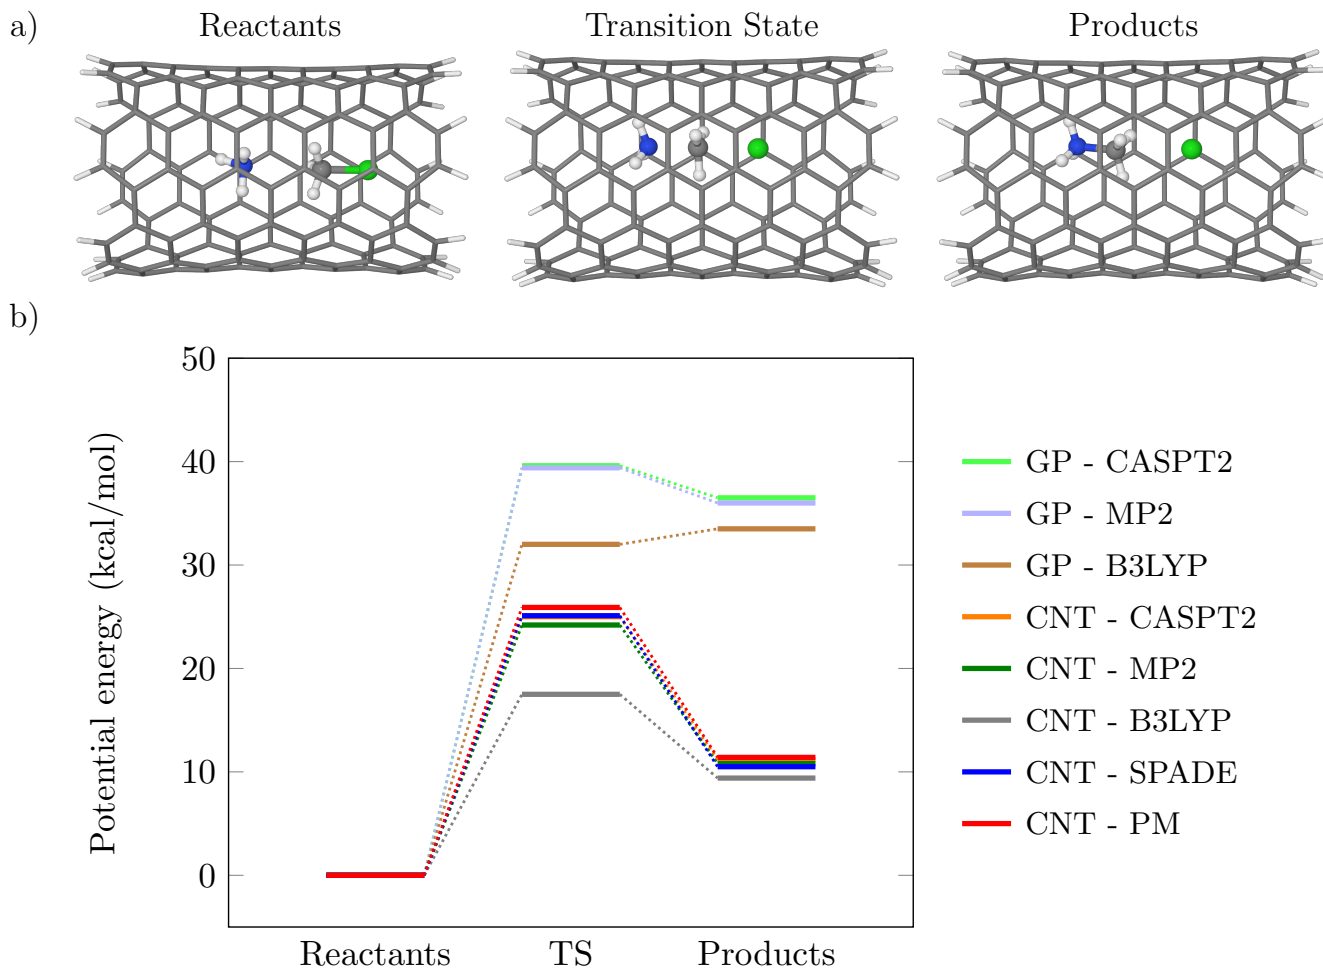 a)
Reactants
Transition State
Products
b)
Potential energy (kcal/mol)
50
40
30
20
10
0
Reactants
TS
Products
GP - CASPT2
GP - MP2
GP - B3LYP
CNT - CASPT2
CNT - MP2
CNT - B3LYP
CNT - SPADE
CNT - PM